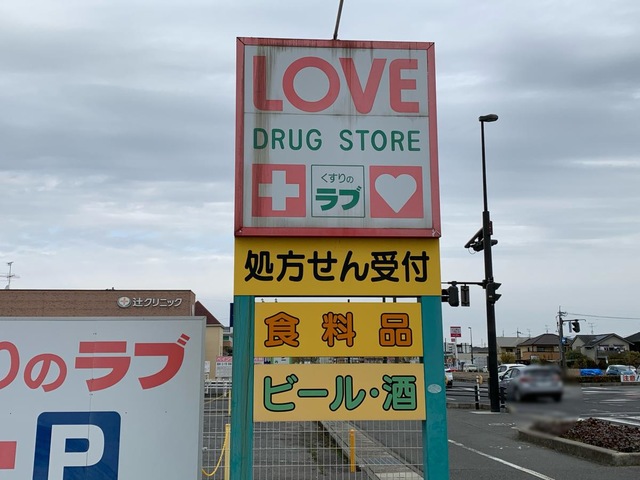 LOVE
DRUG STORE
くすりの
ラブ
処方せん受付
食料品
ビール・酒
辻クリニック
りのラブ
P